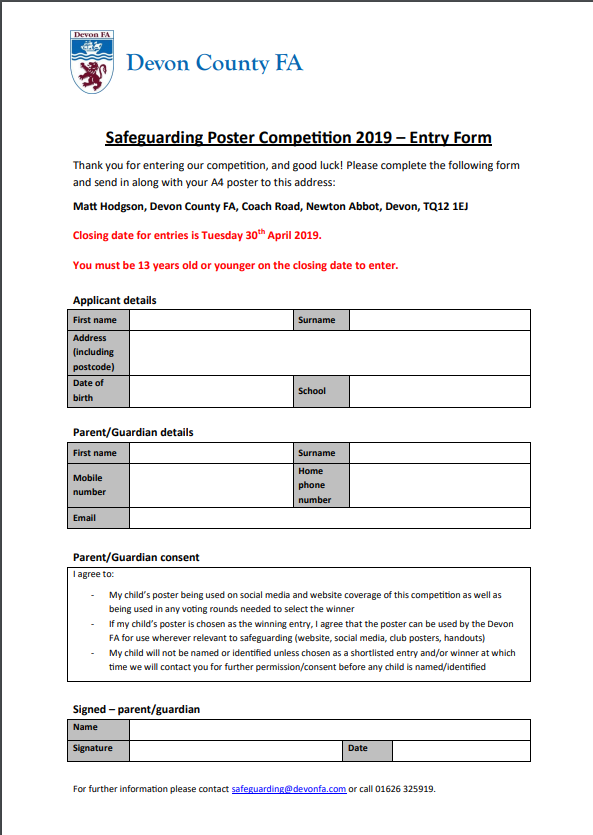 Devon FA
Devon County FA
Safeguarding Poster Competition 2019 – Entry Form
Thank you for entering our competition, and good luck! Please complete the following form
and send in along with your A4 poster to this address:
Matt Hodgson, Devon County FA, Coach Road, Newton Abbot, Devon, TQ12 1EJ
Closing date for entries is Tuesday 30th April 2019.
You must be 13 years old or younger on the closing date to enter.
Applicant details
First name Surname
Address
(including
postcode)
Date of
birth
School
Parent/Guardian details
First name Surname
Mobile
number
Home
phone
number
Email
Parent/Guardian consent
I agree to:
- My child's poster being used on social media and website coverage of this competition as well as
being used in any voting rounds needed to select the winner
- If my child's poster is chosen as the winning entry, I agree that the poster can be used by the Devon
FA for use wherever relevant to safeguarding (website, social media, club posters, handouts)
- My child will not be named or identified unless chosen as a shortlisted entry and/or winner at which
time we will contact you for further permission/consent before any child is named/identified
Signed – parent/guardian
Name
Signature Date
For further information please contact safeguarding@devonfa.com or call 01626 325919.